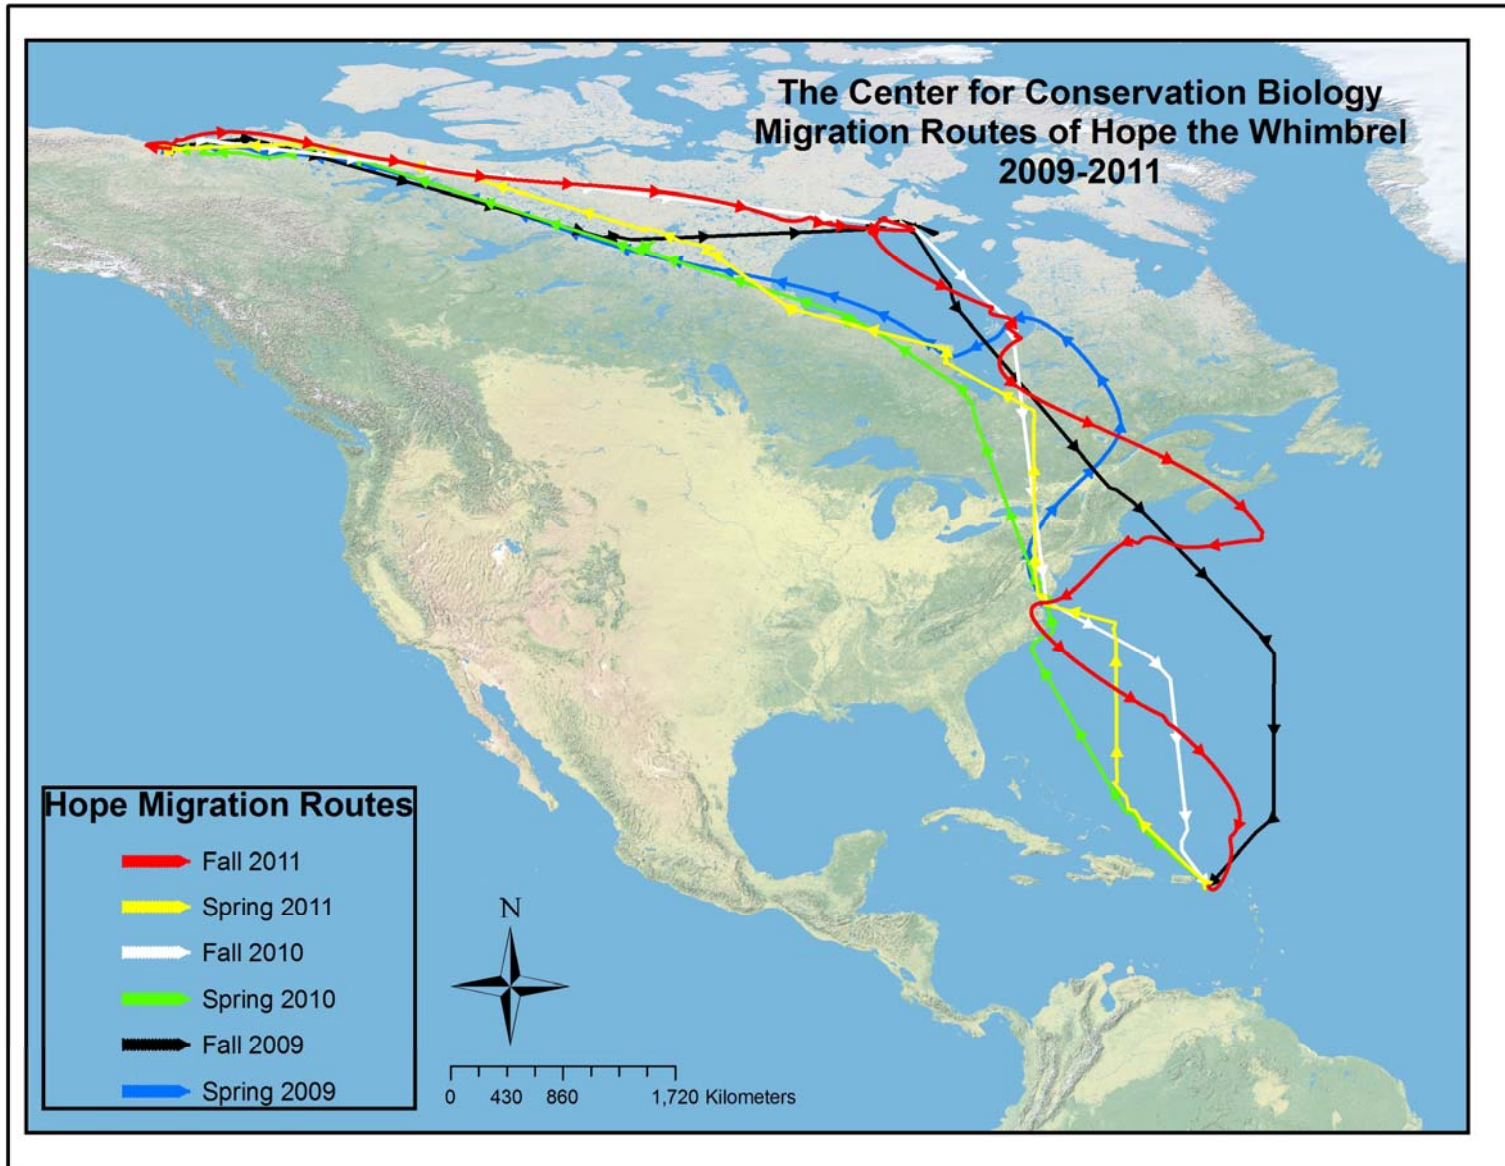 The Center for Conservation Biology
Migration Routes of Hope the Whimbrel
2009-2011
Hope Migration Routes
Fall 2011
Spring 2011
Fall 2010
Spring 2010
Fall 2009
Spring 2009
N
0 430 860 1,720 Kilometers